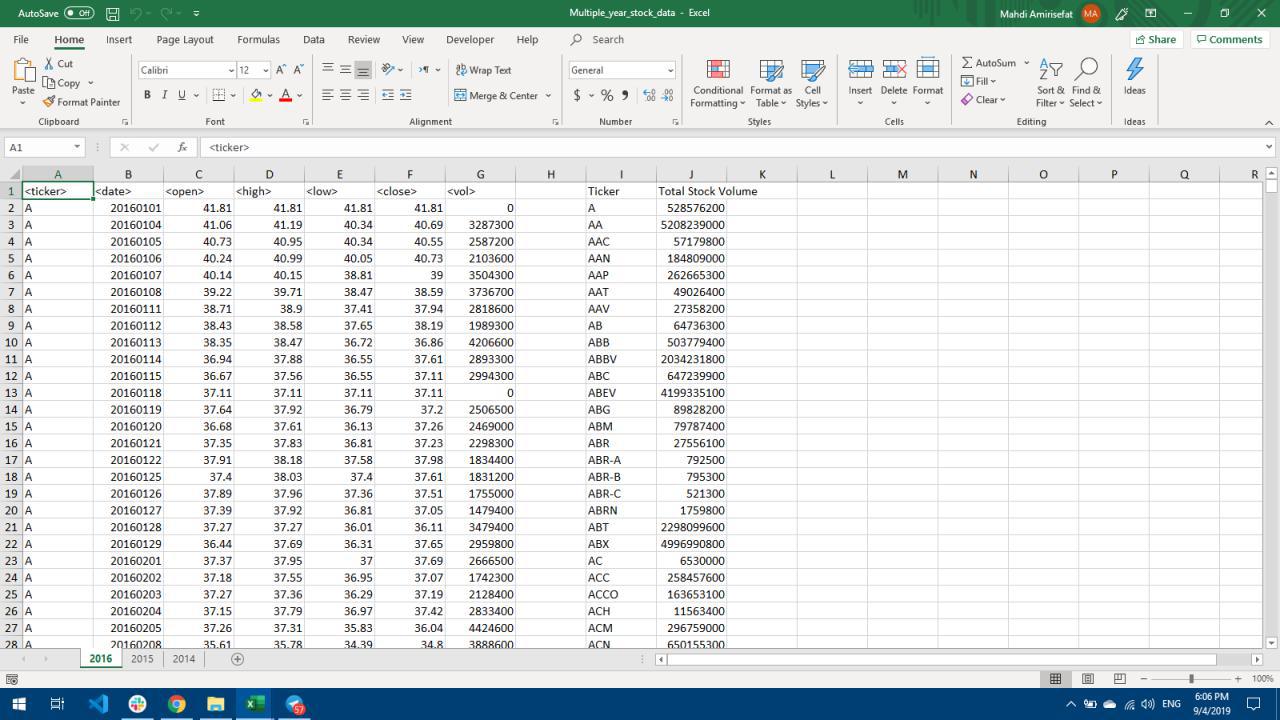 AutoSave Off Multiple_year_stock_data - Excel Mahdi Amirisefat MA
File Home Insert Page Layout Formulas Data Review View Developer Help Search Share Comments
Paste Cut Copy Format Painter Clipboard
Calibri 12 B I U A Font
Wrap Text Merge & Center Alignment
General $ % Number
Conditional Formatting Format as Table Cell Styles Styles
Insert Delete Format Cells
AutoSum Fill Clear Sort & Filter Find & Select Editing
Ideas Ideas
A1 fx <ticker>
A B C D E F G H I J K L M N O P Q R
1 <ticker> <date> <open> <high> <low> <close> <vol> Ticker Total Stock Volume
2 A 20160101 41.81 41.81 41.81 41.81 0 A 528576200
3 A 20160104 41.06 41.19 40.34 40.69 3287300 AA 5208239000
4 A 20160105 40.73 40.95 40.34 40.55 2587200 AAC 57179800
5 A 20160106 40.24 40.99 40.05 40.73 2103600 AAN 184809000
6 A 20160107 40.14 40.15 38.81 39 3504300 AAP 262665300
7 A 20160108 39.22 39.71 38.47 38.59 3736700 AAT 49026400
8 A 20160111 38.71 38.9 37.41 37.94 2818600 AAV 27358200
9 A 20160112 38.43 38.58 37.65 38.19 1989300 AB 64736300
10 A 20160113 38.35 38.47 36.72 36.86 4206600 ABB 503779400
11 A 20160114 36.94 37.88 36.55 37.61 2893300 ABBV 2034231800
12 A 20160115 36.67 37.56 36.55 37.11 2994300 ABC 647239900
13 A 20160118 37.11 37.11 37.11 37.11 0 ABEV 4199335100
14 A 20160119 37.64 37.92 36.79 37.2 2506500 ABG 89828200
15 A 20160120 36.68 37.61 36.13 37.26 2469000 ABM 79787400
16 A 20160121 37.35 37.83 36.81 37.23 2298300 ABR 27556100
17 A 20160122 37.91 38.18 37.58 37.98 1834400 ABR-A 792500
18 A 20160125 37.4 38.03 37.4 37.61 1831200 ABR-B 795300
19 A 20160126 37.89 37.96 37.36 37.51 1755000 ABR-C 521300
20 A 20160127 37.39 37.92 36.81 37.05 1479400 ABRN 1759800
21 A 20160128 37.27 37.27 36.01 36.11 3479400 ABT 2298099600
22 A 20160129 36.44 37.69 36.31 37.65 2959800 ABX 4996990800
23 A 20160201 37.37 37.95 37 37.69 2666500 AC 6530000
24 A 20160202 37.18 37.55 36.95 37.07 1742300 ACC 258457600
25 A 20160203 37.27 37.36 36.29 37.19 2128400 ACCO 163653100
26 A 20160204 37.15 37.79 36.97 37.42 2833400 ACH 11563400
27 A 20160205 37.26 37.31 35.83 36.04 4424600 ACM 296759000
28 A 20160208 35.61 35.78 34.39 34.8 3888600 ACN 650155300
2016 2015 2014
100%
57 ENG 6:06 PM
9/4/2019